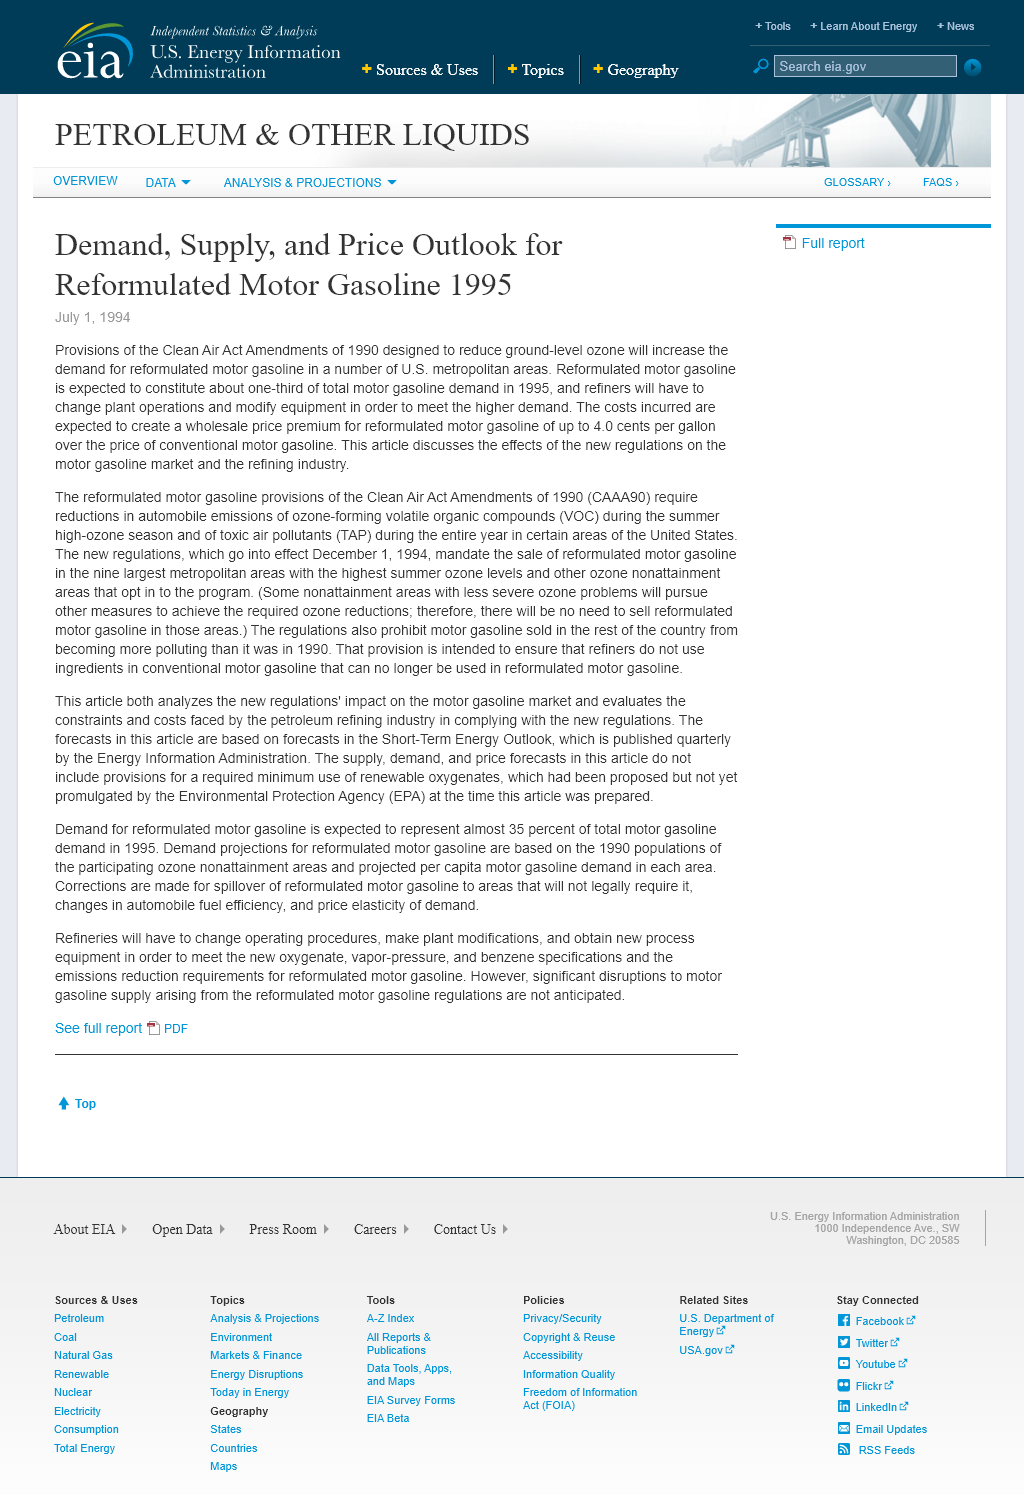 eia
Independent Statistics & Analysis
U.S. Energy Information
Administration
+ Sources & Uses
+ Topics
+ Geography
+ Tools
+ Learn About Energy
+ News
Search eia.gov
PETROLEUM & OTHER LIQUIDS
OVERVIEW
DATA
ANALYSIS & PROJECTIONS
GLOSSARY ›
FAQS ›
Demand, Supply, and Price Outlook for
Reformulated Motor Gasoline 1995
July 1, 1994
Full report
Provisions of the Clean Air Act Amendments of 1990 designed to reduce ground-level ozone will increase the
demand for reformulated motor gasoline in a number of U.S. metropolitan areas. Reformulated motor gasoline
is expected to constitute about one-third of total motor gasoline demand in 1995, and refiners will have to
change plant operations and modify equipment in order to meet the higher demand. The costs incurred are
expected to create a wholesale price premium for reformulated motor gasoline of up to 4.0 cents per gallon
over the price of conventional motor gasoline. This article discusses the effects of the new regulations on the
motor gasoline market and the refining industry.
The reformulated motor gasoline provisions of the Clean Air Act Amendments of 1990 (CAAA90) require
reductions in automobile emissions of ozone-forming volatile organic compounds (VOC) during the summer
high-ozone season and of toxic air pollutants (TAP) during the entire year in certain areas of the United States.
The new regulations, which go into effect December 1, 1994, mandate the sale of reformulated motor gasoline
in the nine largest metropolitan areas with the highest summer ozone levels and other ozone nonattainment
areas that opt in to the program. (Some nonattainment areas with less severe ozone problems will pursue
other measures to achieve the required ozone reductions; therefore, there will be no need to sell reformulated
motor gasoline in those areas.) The regulations also prohibit motor gasoline sold in the rest of the country from
becoming more polluting than it was in 1990. That provision is intended to ensure that refiners do not use
ingredients in conventional motor gasoline that can no longer be used in reformulated motor gasoline.
This article both analyzes the new regulations' impact on the motor gasoline market and evaluates the
constraints and costs faced by the petroleum refining industry in complying with the new regulations. The
forecasts in this article are based on forecasts in the Short-Term Energy Outlook, which is published quarterly
by the Energy Information Administration. The supply, demand, and price forecasts in this article do not
include provisions for a required minimum use of renewable oxygenates, which had been proposed but not yet
promulgated by the Environmental Protection Agency (EPA) at the time this article was prepared.
Demand for reformulated motor gasoline is expected to represent almost 35 percent of total motor gasoline
demand in 1995. Demand projections for reformulated motor gasoline are based on the 1990 populations of
the participating ozone nonattainment areas and projected per capita motor gasoline demand in each area.
Corrections are made for spillover of reformulated motor gasoline to areas that will not legally require it,
changes in automobile fuel efficiency, and price elasticity of demand.
Refineries will have to change operating procedures, make plant modifications, and obtain new process
equipment in order to meet the new oxygenate, vapor-pressure, and benzene specifications and the
emissions reduction requirements for reformulated motor gasoline. However, significant disruptions to motor
gasoline supply arising from the reformulated motor gasoline regulations are not anticipated.
See full report PDF
Top
About EIA
Open Data
Press Room
Careers
Contact Us
U.S. Energy Information Administration
1000 Independence Ave., SW
Washington, DC 20585
Sources & Uses
Petroleum
Coal
Natural Gas
Renewable
Nuclear
Electricity
Consumption
Total Energy
Topics
Analysis & Projections
Environment
Markets & Finance
Energy Disruptions
Today in Energy
Geography
States
Countries
Maps
Tools
A-Z Index
All Reports &
Publications
Data Tools, Apps,
and Maps
EIA Survey Forms
EIA Beta
Policies
Privacy/Security
Copyright & Reuse
Accessibility
Information Quality
Freedom of Information
Act (FOIA)
Related Sites
U.S. Department of
Energy
USA.gov
Stay Connected
Facebook
Twitter
Youtube
Flickr
LinkedIn
Email Updates
RSS Feeds